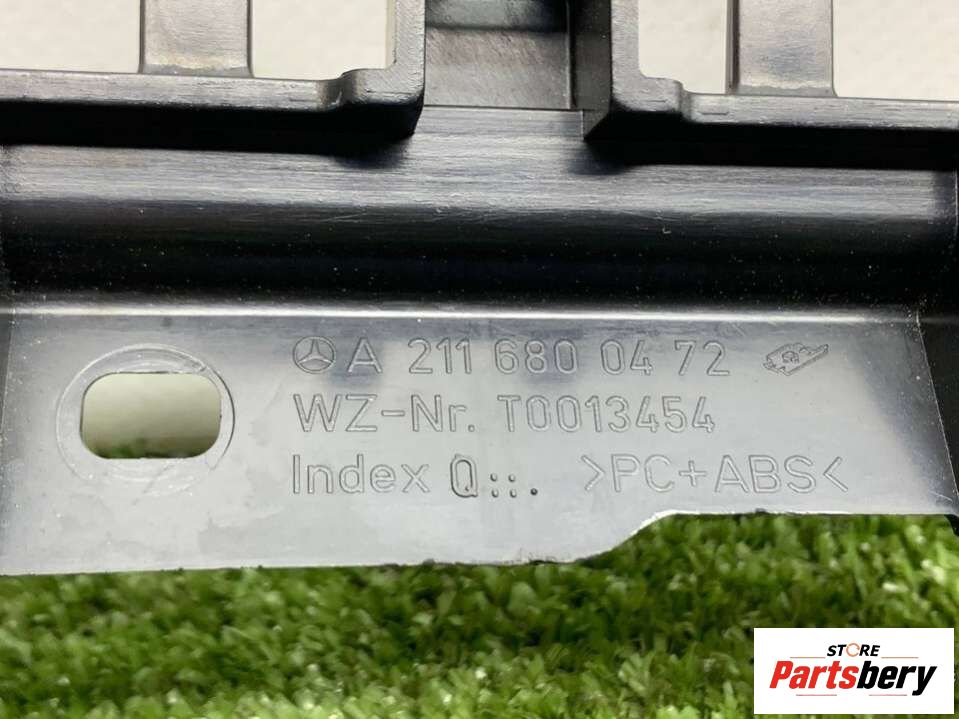 A 211 680 04 72
WZ-Nr. T0013454
Index Q::. >PC+ABS<
STORE
Partsbery